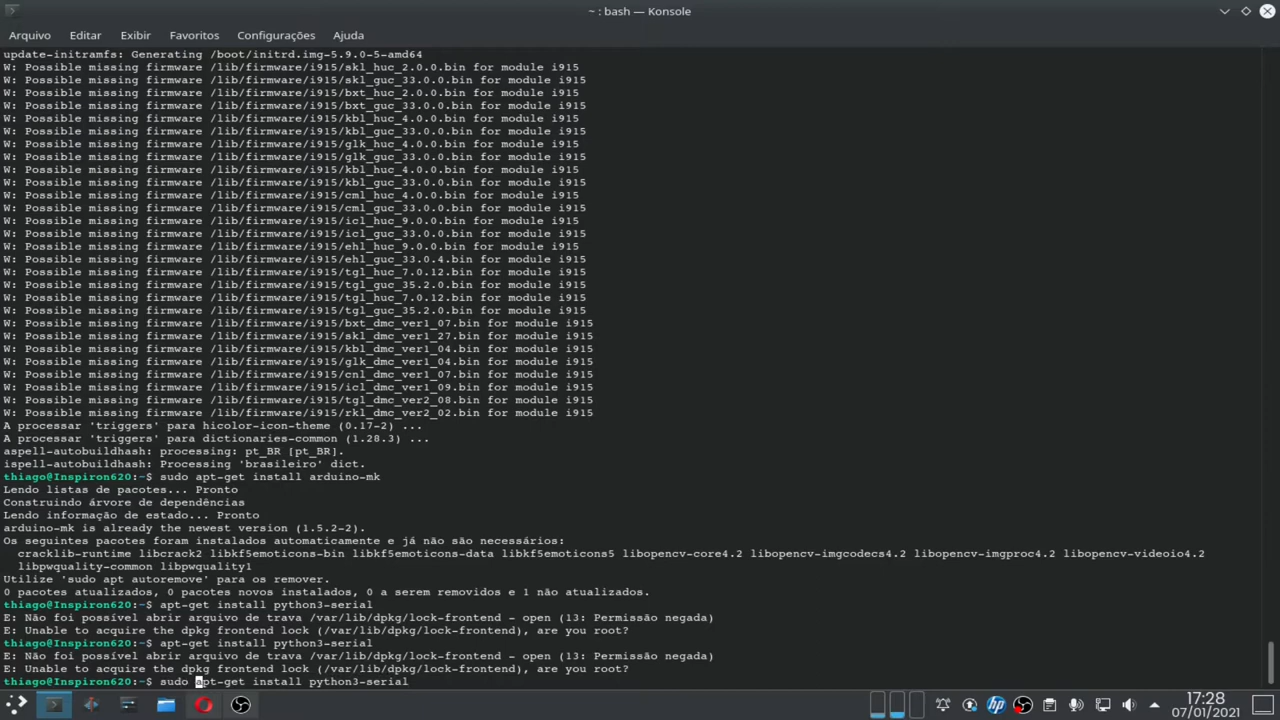 ~ : bash — Konsole
Arquivo Editar Exibir Favoritos Configurações Ajuda
update-initramfs: Generating /boot/initrd.img-5.9.0-5-amd64
W: Possible missing firmware /lib/firmware/i915/skl_huc_2.0.0.bin for module i915
W: Possible missing firmware /lib/firmware/i915/skl_guc_33.0.0.bin for module i915
W: Possible missing firmware /lib/firmware/i915/bxt_huc_2.0.0.bin for module i915
W: Possible missing firmware /lib/firmware/i915/bxt_guc_33.0.0.bin for module i915
W: Possible missing firmware /lib/firmware/i915/kbl_huc_4.0.0.bin for module i915
W: Possible missing firmware /lib/firmware/i915/kbl_guc_33.0.0.bin for module i915
W: Possible missing firmware /lib/firmware/i915/glk_huc_4.0.0.bin for module i915
W: Possible missing firmware /lib/firmware/i915/glk_guc_33.0.0.bin for module i915
W: Possible missing firmware /lib/firmware/i915/kbl_huc_4.0.0.bin for module i915
W: Possible missing firmware /lib/firmware/i915/kbl_guc_33.0.0.bin for module i915
W: Possible missing firmware /lib/firmware/i915/cml_huc_4.0.0.bin for module i915
W: Possible missing firmware /lib/firmware/i915/cml_guc_33.0.0.bin for module i915
W: Possible missing firmware /lib/firmware/i915/icl_huc_9.0.0.bin for module i915
W: Possible missing firmware /lib/firmware/i915/icl_guc_33.0.0.bin for module i915
W: Possible missing firmware /lib/firmware/i915/ehl_huc_9.0.0.bin for module i915
W: Possible missing firmware /lib/firmware/i915/ehl_guc_33.0.4.bin for module i915
W: Possible missing firmware /lib/firmware/i915/tgl_huc_7.0.12.bin for module i915
W: Possible missing firmware /lib/firmware/i915/tgl_guc_35.2.0.bin for module i915
W: Possible missing firmware /lib/firmware/i915/tgl_huc_7.0.12.bin for module i915
W: Possible missing firmware /lib/firmware/i915/tgl_guc_35.2.0.bin for module i915
W: Possible missing firmware /lib/firmware/i915/bxt_dmc_ver1_07.bin for module i915
W: Possible missing firmware /lib/firmware/i915/skl_dmc_ver1_27.bin for module i915
W: Possible missing firmware /lib/firmware/i915/kbl_dmc_ver1_04.bin for module i915
W: Possible missing firmware /lib/firmware/i915/glk_dmc_ver1_04.bin for module i915
W: Possible missing firmware /lib/firmware/i915/cnl_dmc_ver1_07.bin for module i915
W: Possible missing firmware /lib/firmware/i915/icl_dmc_ver1_09.bin for module i915
W: Possible missing firmware /lib/firmware/i915/tgl_dmc_ver2_08.bin for module i915
W: Possible missing firmware /lib/firmware/i915/rkl_dmc_ver2_02.bin for module i915
A processar 'triggers' para hicolor-icon-theme (0.17-2) ...
A processar 'triggers' para dictionaries-common (1.28.3) ...
aspell-autobuildhash: processing: pt_BR [pt_BR].
ispell-autobuildhash: Processing 'brasileiro' dict.
thiago@Inspiron620:~$ sudo apt-get install arduino-mk
Lendo listas de pacotes... Pronto
Construindo árvore de dependências
Lendo informação de estado... Pronto
arduino-mk is already the newest version (1.5.2-2).
Os seguintes pacotes foram instalados automaticamente e já não são necessários:
cracklib-runtime libcrack2 libkf5emoticons-bin libkf5emoticons-data libkf5emoticons5 libopencv-core4.2 libopencv-imgcodecs4.2 libopencv-imgproc4.2 libopencv-videoio4.2
libpwquality-common libpwquality1
Utilize 'sudo apt autoremove' para os remover.
0 pacotes atualizados, 0 pacotes novos instalados, 0 a serem removidos e 1 não atualizados.
thiago@Inspiron620:~$ apt-get install python3-serial
E: Não foi possível abrir arquivo de trava /var/lib/dpkg/lock-frontend - open (13: Permissão negada)
E: Unable to acquire the dpkg frontend lock (/var/lib/dpkg/lock-frontend), are you root?
thiago@Inspiron620:~$ apt-get install python3-serial
E: Não foi possível abrir arquivo de trava /var/lib/dpkg/lock-frontend - open (13: Permissão negada)
E: Unable to acquire the dpkg frontend lock (/var/lib/dpkg/lock-frontend), are you root?
thiago@Inspiron620:~$ sudo apt-get install python3-serial
hp
17:28
07/01/2021